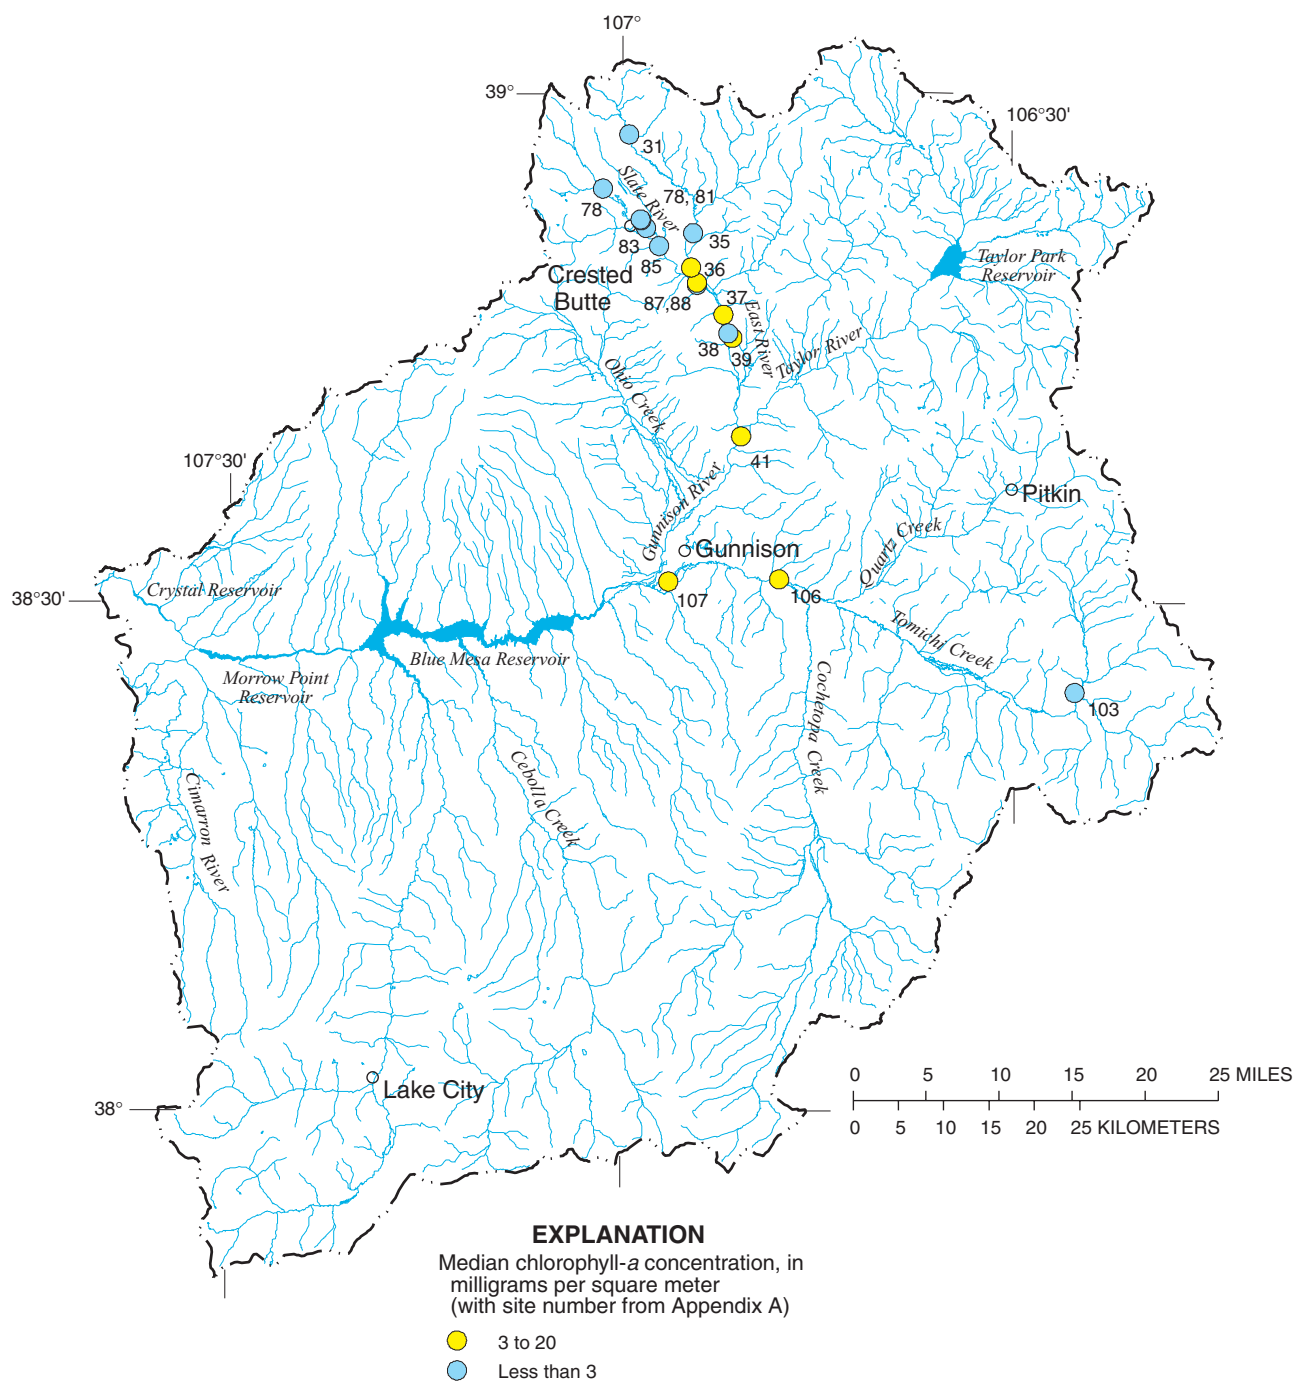 107°
39°
106°30'
31
Slate River
78, 81
78
83
35
85
Taylor Park
Reservoir
Crested
Butte
36
87,88
37
East River
38
39
Taylor River
Ohio Creek
107°30'
41
Gunnison River
Pitkin
Quartz Creek
Gunnison
38°30'
Crystal Reservoir
107
106
Tomichi Creek
Blue Mesa Reservoir
Morrow Point
Reservoir
Cochetopa Creek
103
Cebolla Creek
Cimarron River
Lake City
38°
0 5 10 15 20 25 MILES
0 5 10 15 20 25 KILOMETERS
EXPLANATION
Median chlorophyll-a concentration, in
milligrams per square meter
(with site number from Appendix A)
3 to 20
Less than 3